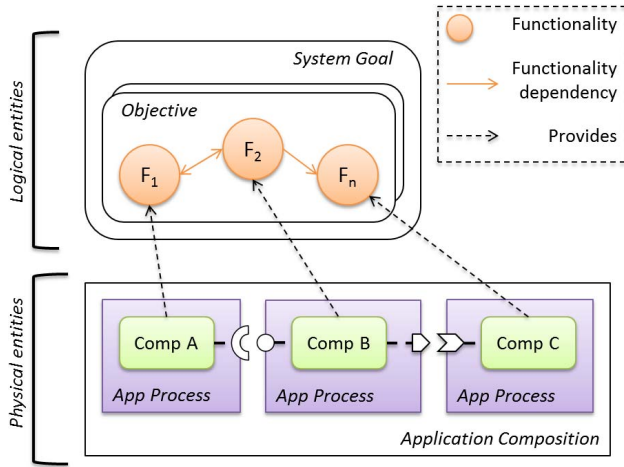 Logical entities
System Goal
Objective
F1
F2
Fn
Functionality
Functionality
dependency
Provides
Physical entities
Comp A
App Process
Comp B
App Process
Comp C
App Process
Application Composition